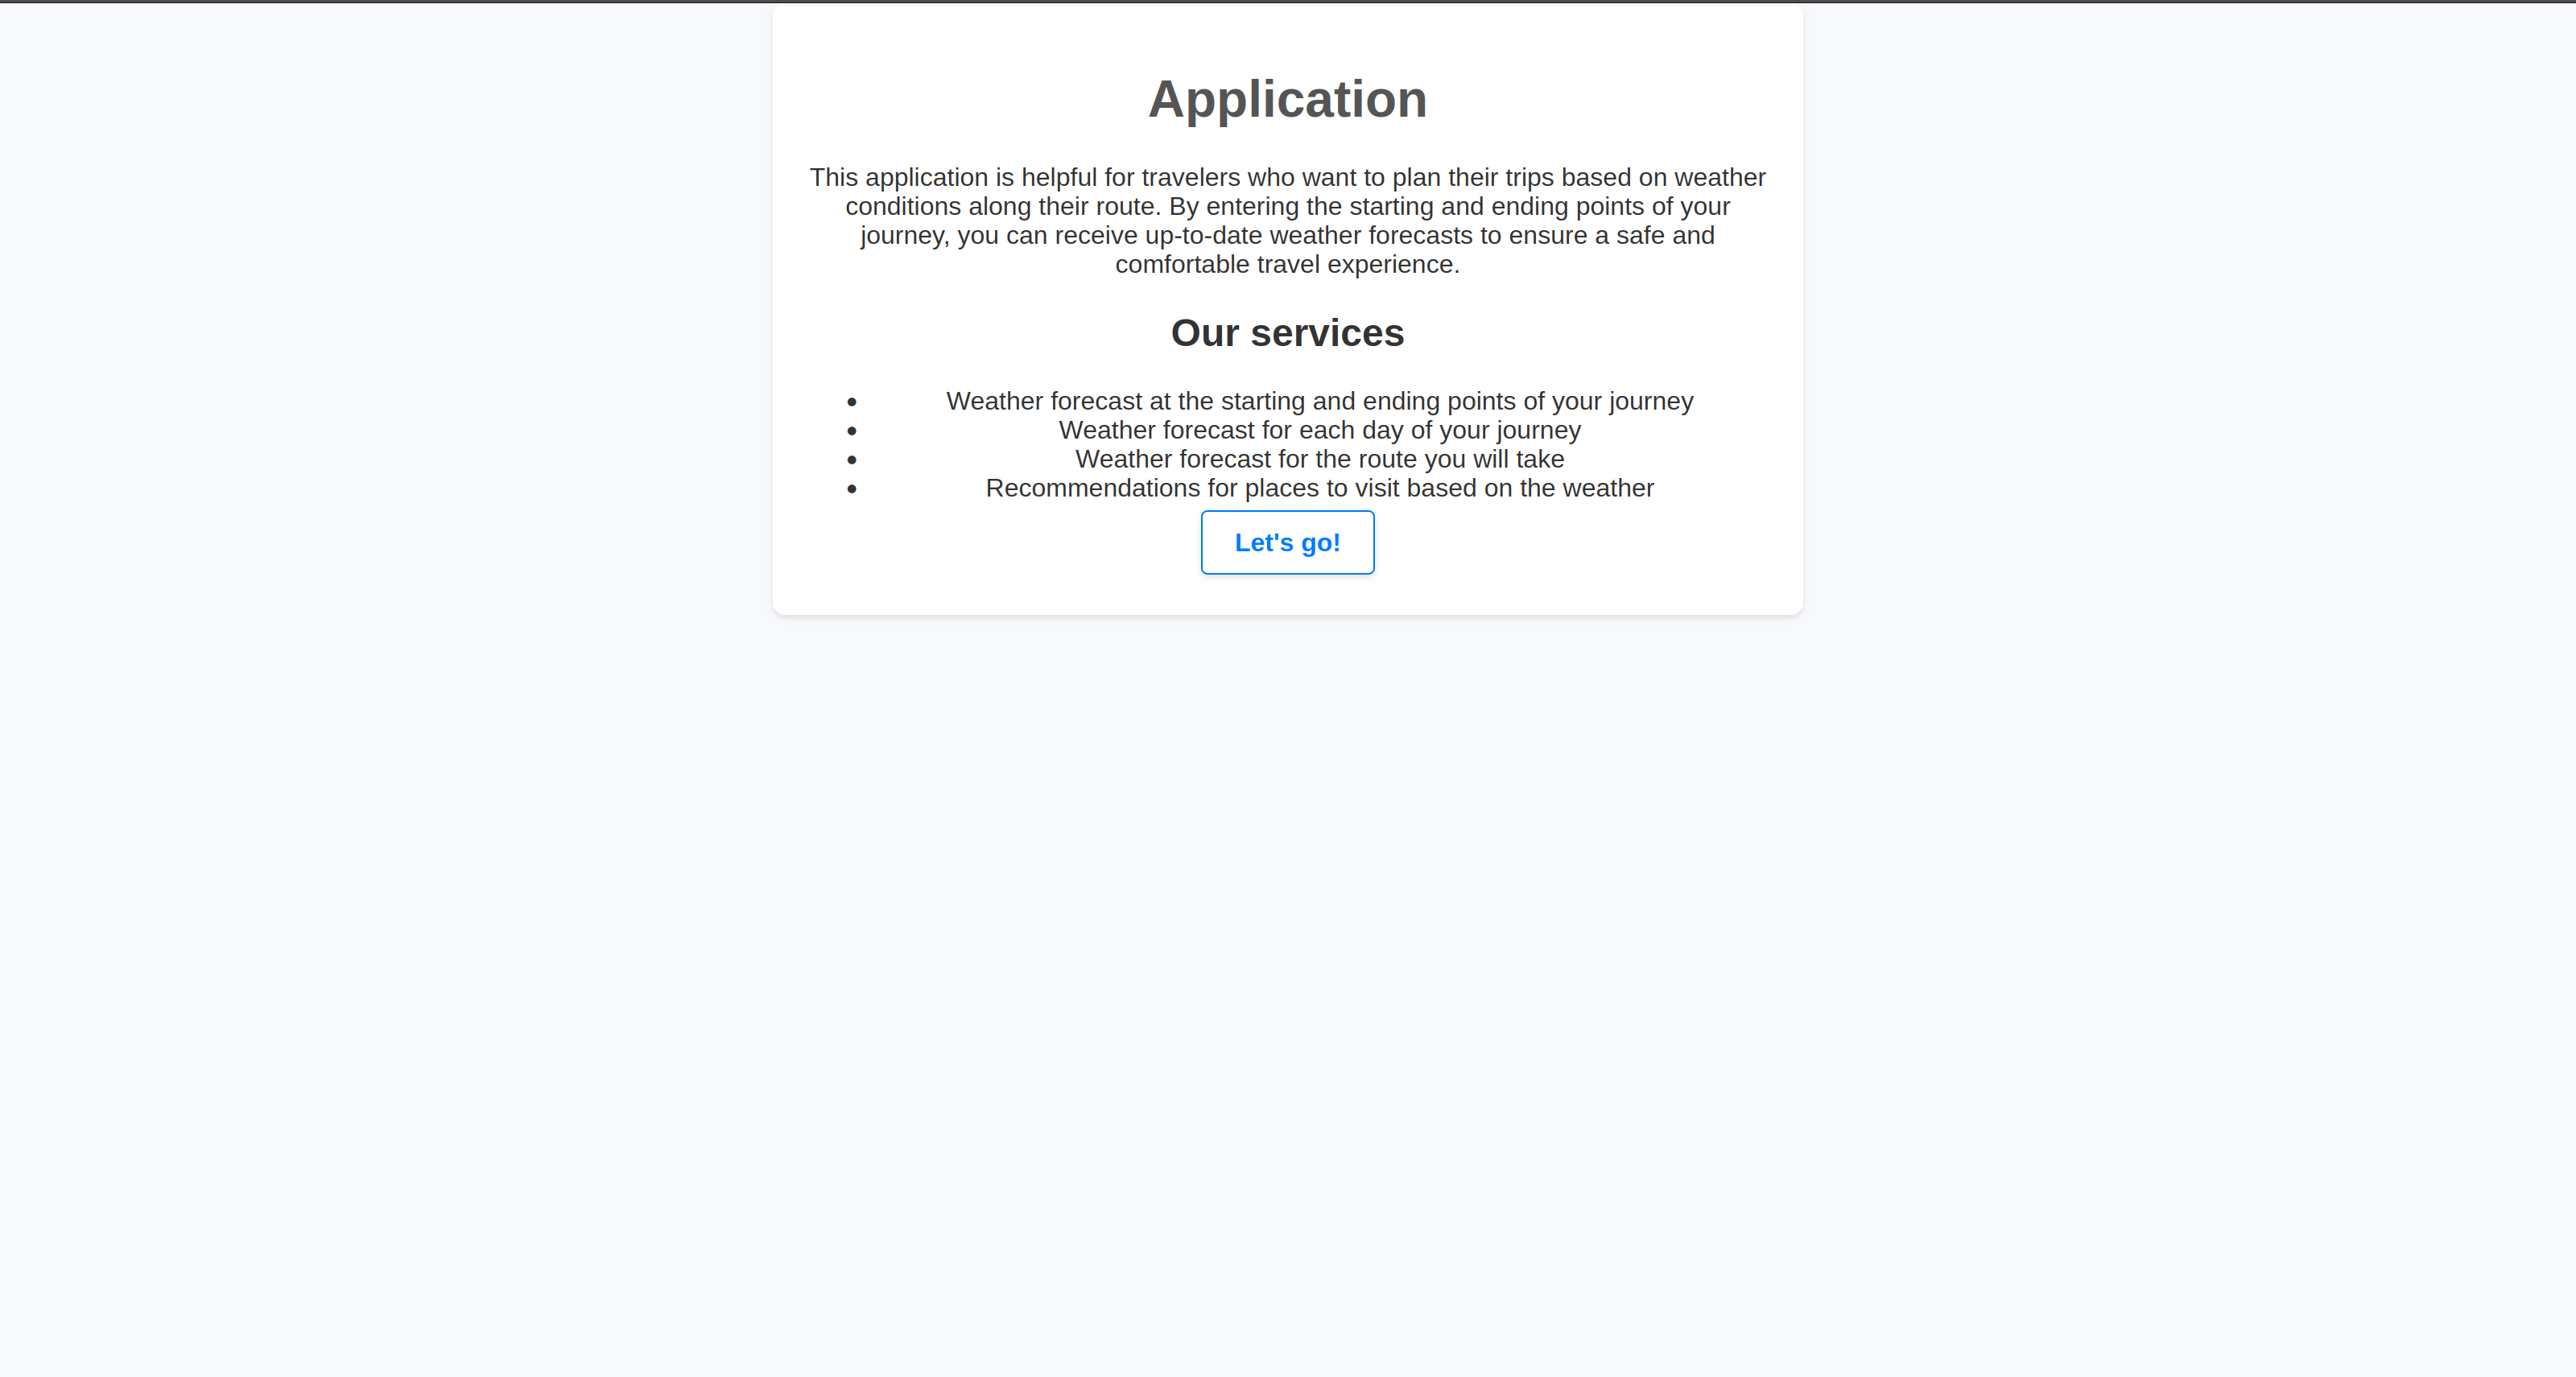 Application
This application is helpful for travelers who want to plan their trips based on weather
conditions along their route. By entering the starting and ending points of your
journey, you can receive up-to-date weather forecasts to ensure a safe and
comfortable travel experience.
Our services
• Weather forecast at the starting and ending points of your journey
• Weather forecast for each day of your journey
• Weather forecast for the route you will take
• Recommendations for places to visit based on the weather
Let's go!